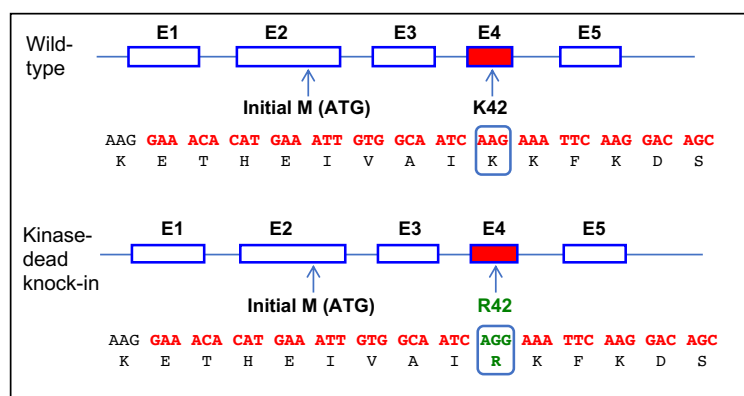 E1 E2 E3 E4 E5
Wild-
type
Initial M (ATG) K42
AAG GAA ACA CAT GAA ATT GTG GCA ATC AAG AAA TTC AAG GAC AGC
K E T H E I V A I K K F K D S
E1 E2 E3 E4 E5
Kinase-
dead
knock-in
Initial M (ATG) R42
AAG GAA ACA CAT GAA ATT GTG GCA ATC AGG AAA TTC AAG GAC AGC
K E T H E I V A I R K F K D S